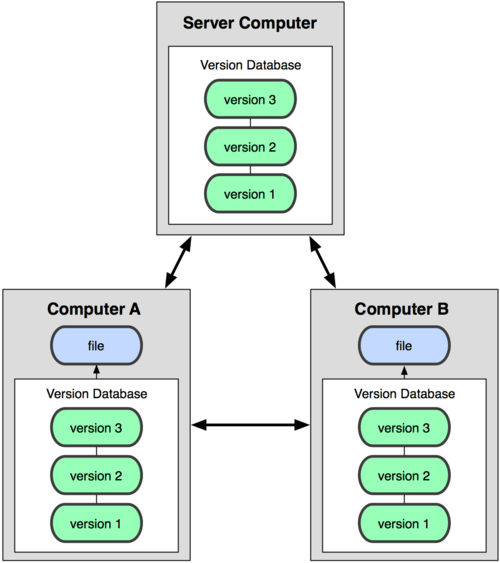 Server Computer
Version Database
version 3
version 2
version 1
Computer A
file
Version Database
version 3
version 2
version 1
Computer B
file
Version Database
version 3
version 2
version 1